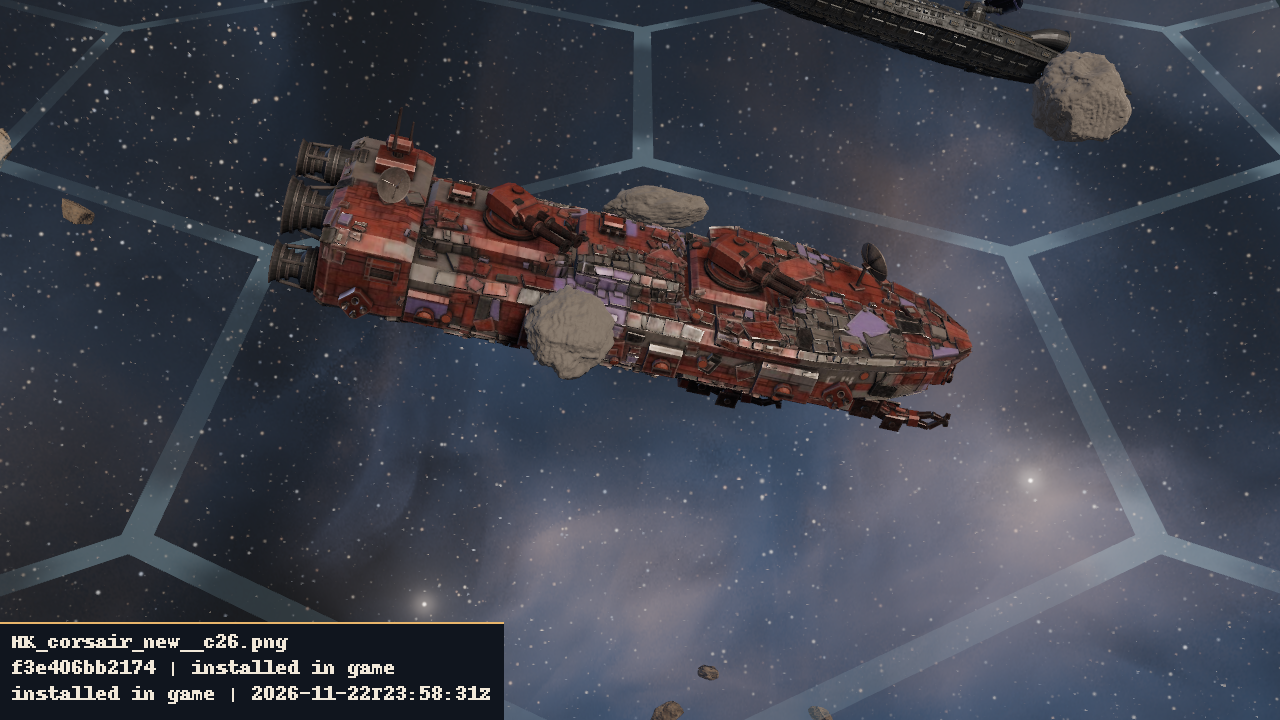 HK_corsair_new__c26.png
f3e406bb2174 | installed in game
installed in game | 2026-11-22T23:58:31Z